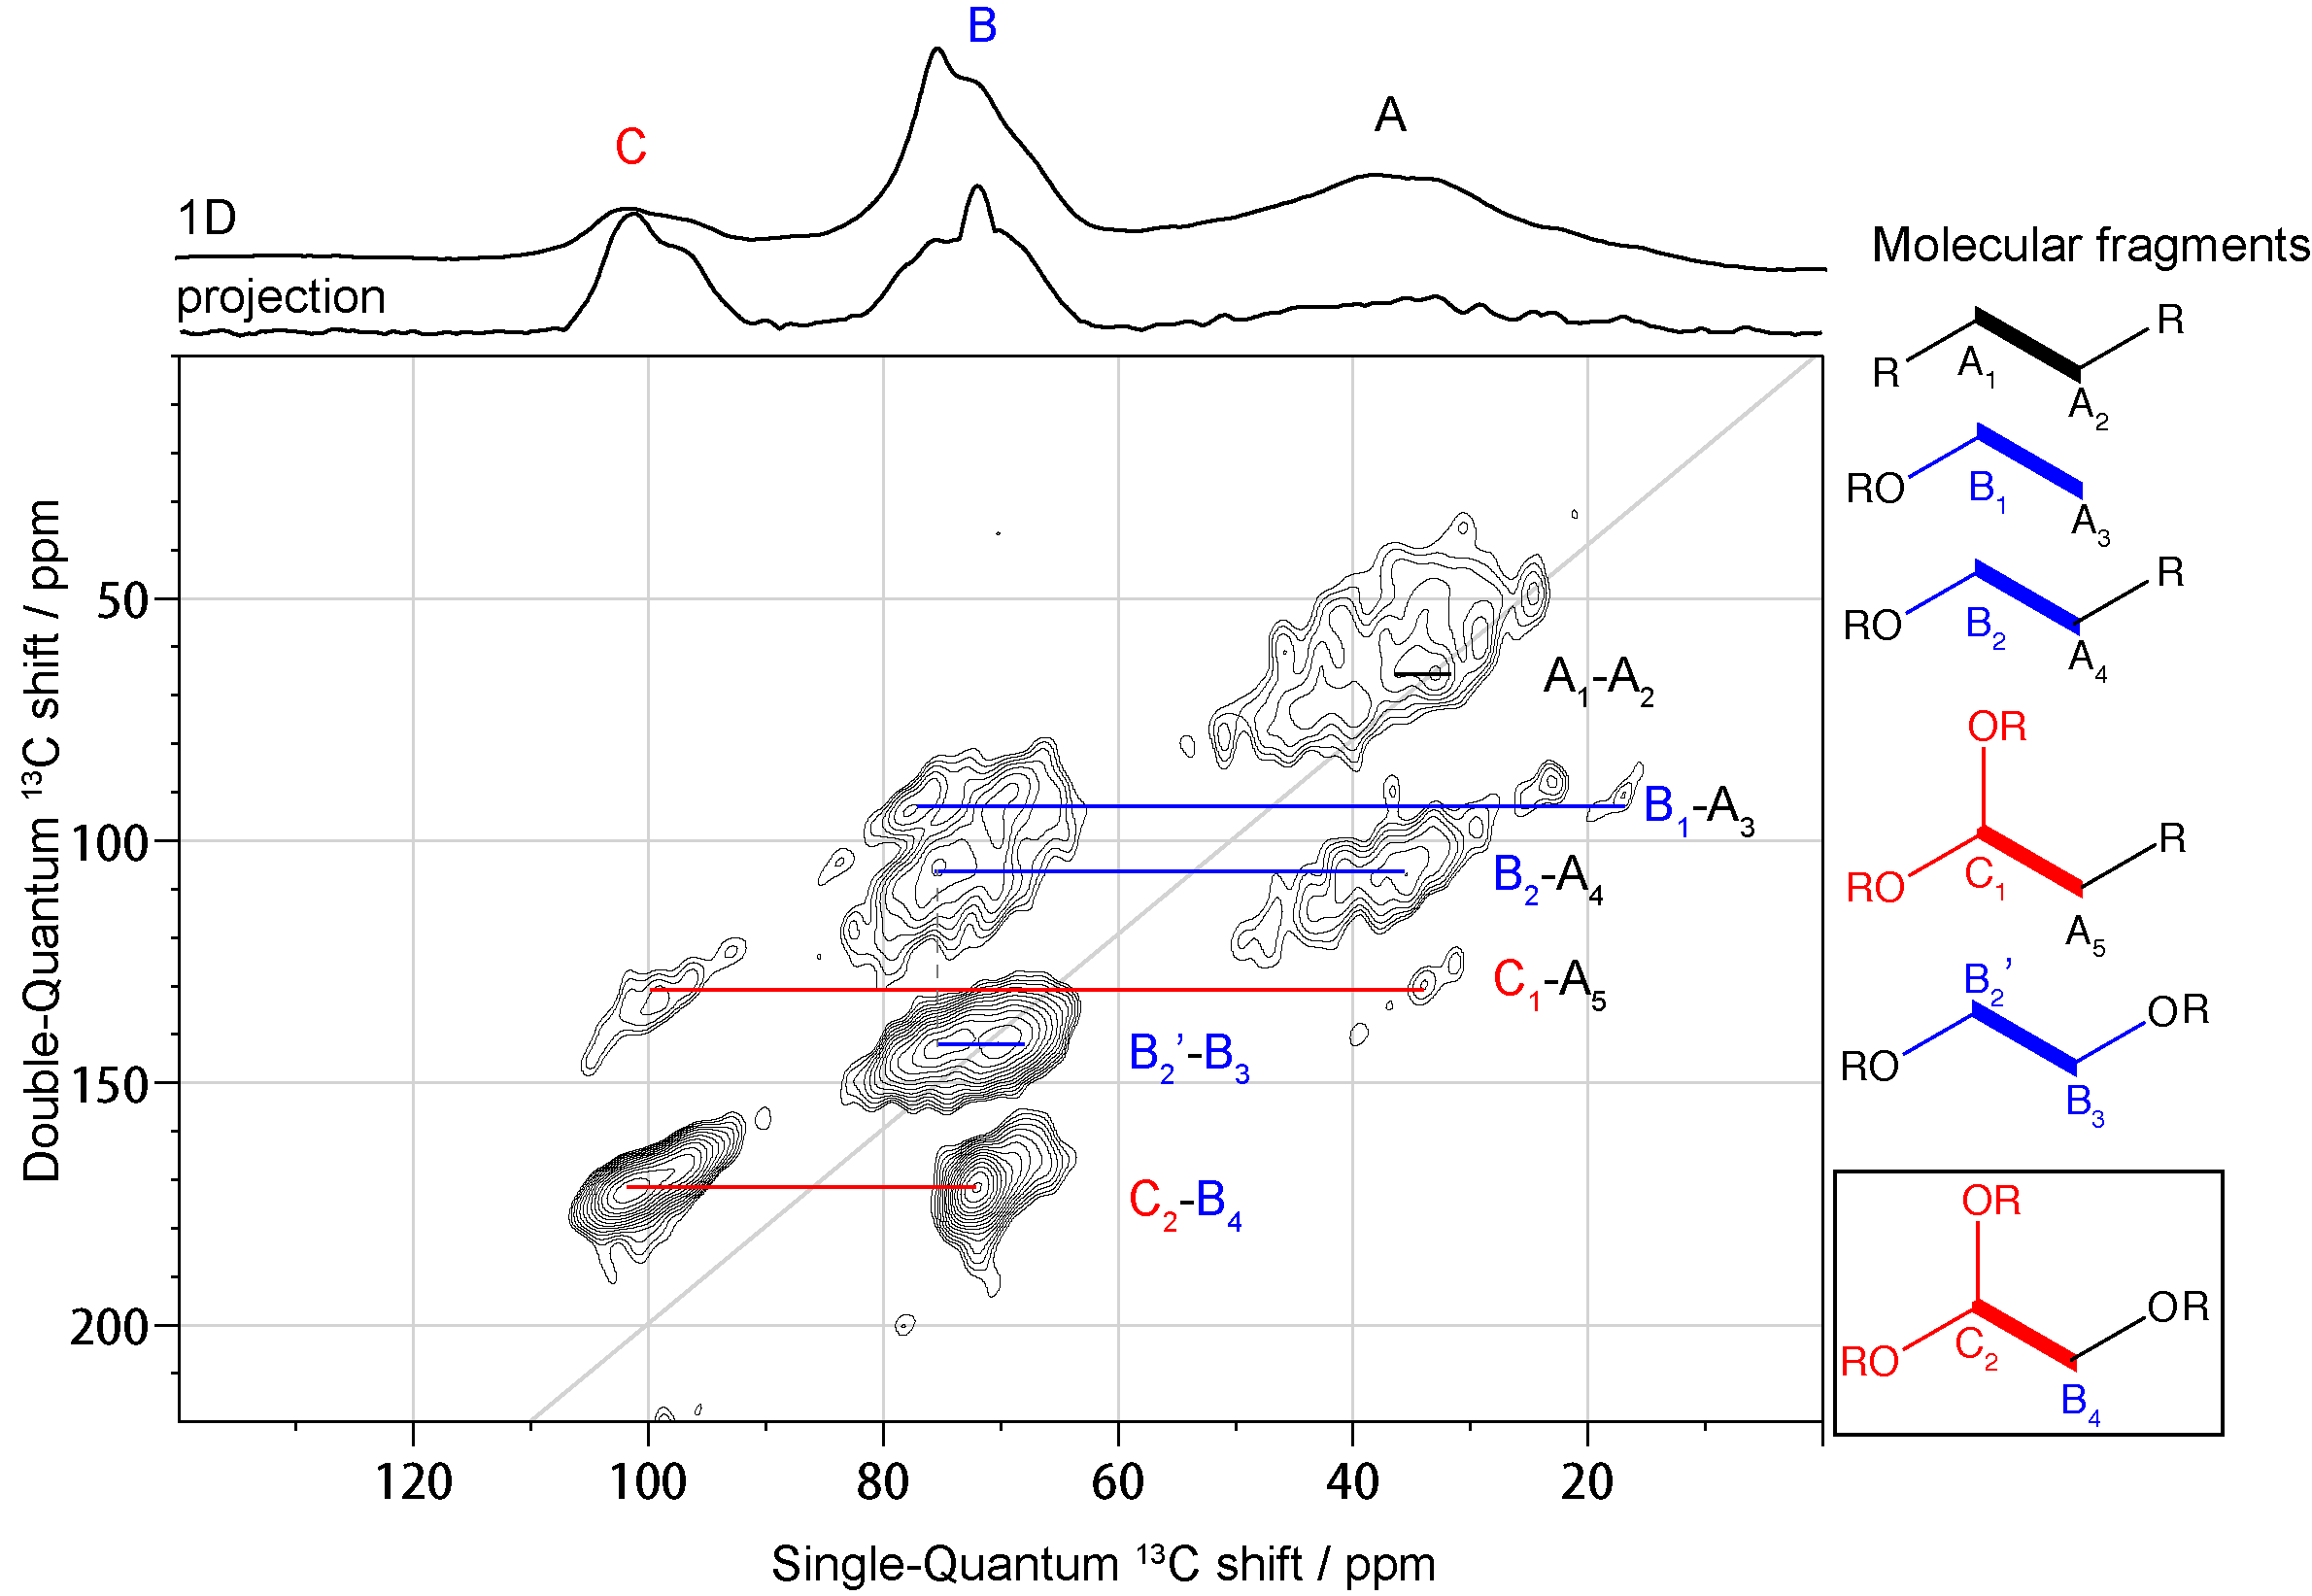 B
A
C
1D
projection
Molecular fragments
R
R
A1
A2
RO
B1
A3
R
RO
B2
A4
OR
R
RO
C1
A5
B2’
OR
RO
B3
OR
OR
RO
C2
B4
A1-A2
B1-A3
B2-A4
C1-A5
B2’-B3
C2-B4
Double-Quantum 13C shift / ppm
50
100
150
200
120
100
80
60
40
20
Single-Quantum 13C shift / ppm